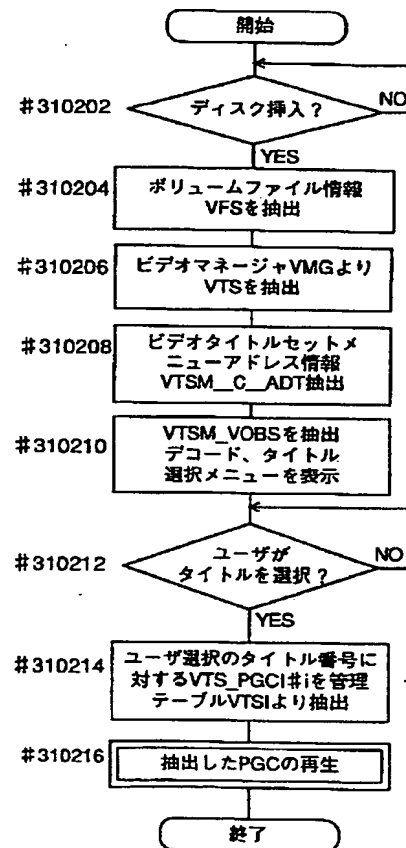 開始
#310202
ディスク挿入？
NO
YES
#310204
ボリュームファイル情報
VFSを抽出
#310206
ビデオマネージャVMGより
VTSを抽出
#310208
ビデオタイトルセットメ
ニューアドレス情報
VTSM__C__ADT抽出
#310210
VTSM_VOBSを抽出
デコード、タイトル
選択メニューを表示
#310212
ユーザが
タイトルを選択？
NO
YES
#310214
ユーザ選択のタイトル番号に
対するVTS_PGCI#iを管理
テーブルVTSIより抽出
#310216
抽出したPGCの再生
終了